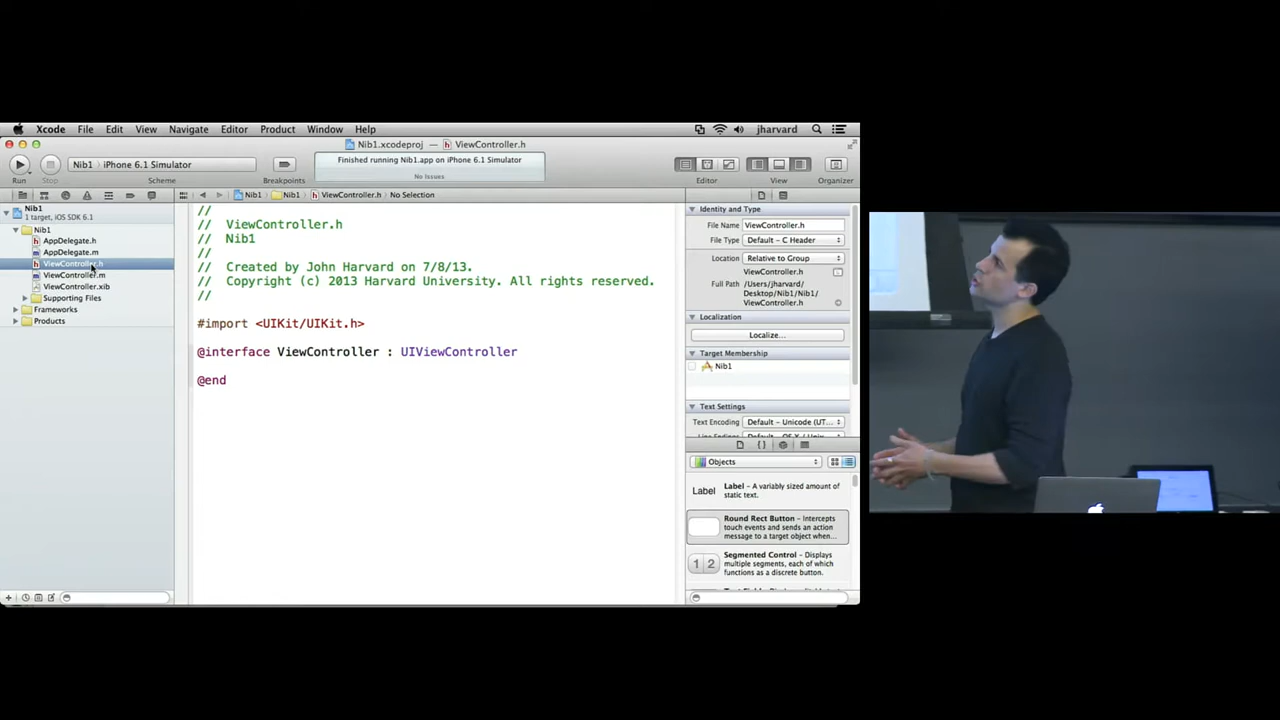 Xcode File Edit View Navigate Editor Product Window Help jharvard
Nib1.xcodeproj — ViewController.h
Run Stop Nib1 iPhone 6.1 Simulator Finished running Nib1.app on iPhone 6.1 Simulator
No Issues
Scheme Breakpoints Editor View Organizer
Nib1 Nib1 ViewController.h No Selection
Nib1
1 target, iOS SDK 6.1
Nib1
AppDelegate.h
AppDelegate.m
ViewController.h
ViewController.m
ViewController.xib
Supporting Files
Frameworks
Products
//
// ViewController.h
// Nib1
//
// Created by John Harvard on 7/8/13.
// Copyright (c) 2013 Harvard University. All rights reserved.
//
#import <UIKit/UIKit.h>
@interface ViewController : UIViewController
@end
Identity and Type
File Name ViewController.h
File Type Default – C Header
Location Relative to Group
ViewController.h
Full Path /Users/jharvard/
Desktop/Nib1/Nib1/
ViewController.h
Localization
Localize...
Target Membership
Nib1
Text Settings
Text Encoding Default – Unicode (UT...
Objects
Label Label – A variably sized amount of
static text.
Round Rect Button – Intercepts
touch events and sends an action
message to a target object when...
1 2 Segmented Control – Displays
multiple segments, each of which
functions as a discrete button.